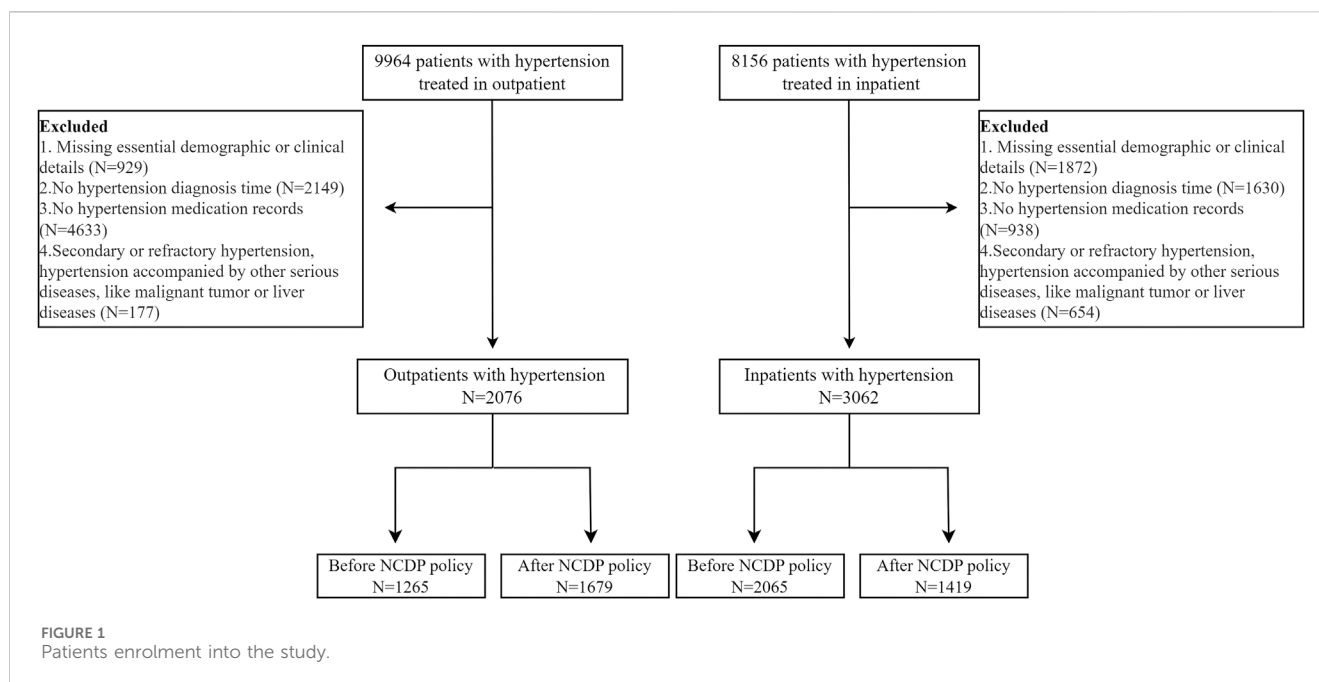 9964 patients with hypertension
treated in outpatient
8156 patients with hypertension
treated in inpatient
Excluded
1. Missing essential demographic or clinical
details (N=929)
2.No hypertension diagnosis time (N=2149)
3.No hypertension medication records
(N=4633)
4.Secondary or refractory hypertension,
hypertension accompanied by other serious
diseases, like malignant tumor or liver
diseases (N=177)
Excluded
1. Missing essential demographic or clinical
details (N=1872)
2.No hypertension diagnosis time (N=1630)
3.No hypertension medication records
(N=938)
4.Secondary or refractory hypertension,
hypertension accompanied by other serious
diseases, like malignant tumor or liver
diseases (N=654)
Outpatients with hypertension
N=2076
Inpatients with hypertension
N=3062
Before NCDP policy
N=1265
After NCDP policy
N=1679
Before NCDP policy
N=2065
After NCDP policy
N=1419
FIGURE 1
Patients enrolment into the study.